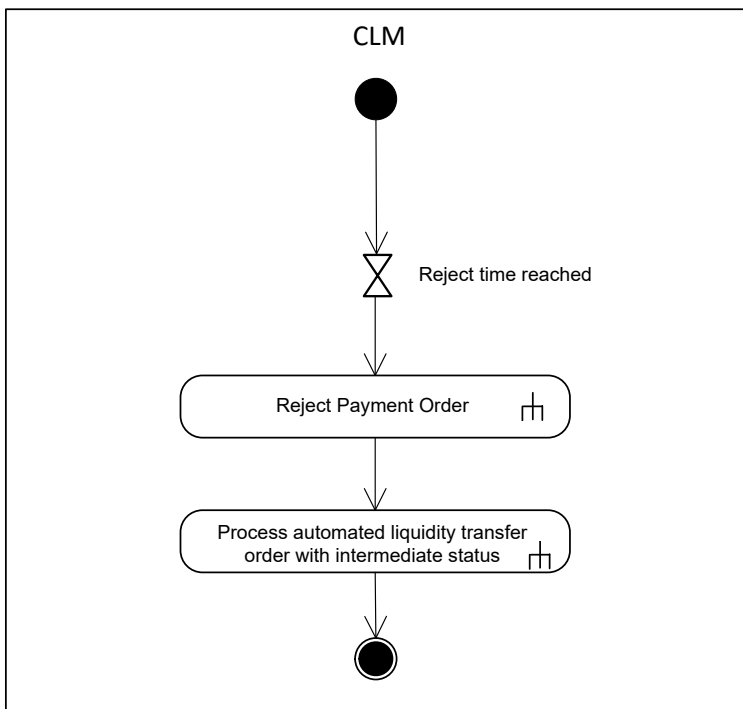 CLM
Reject time reached
Reject Payment Order
Process automated liquidity transfer
order with intermediate status